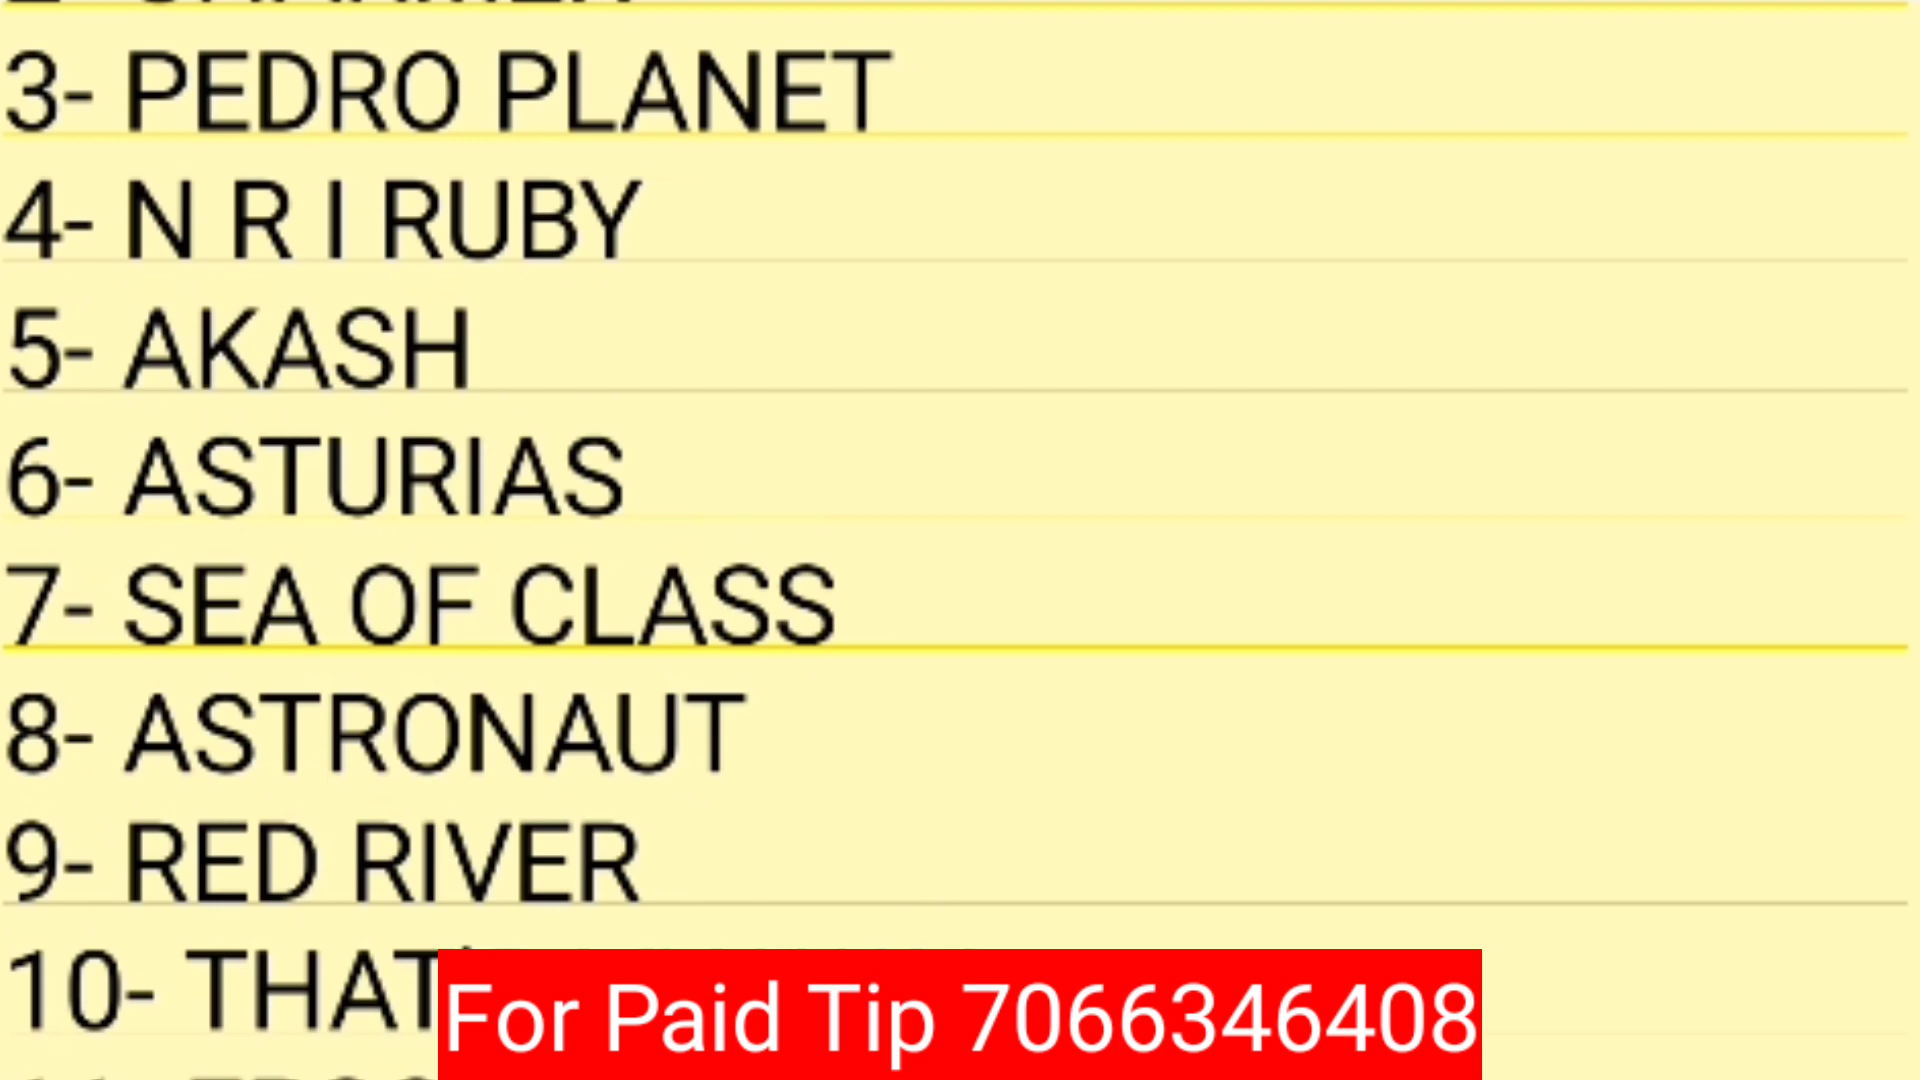 3- PEDRO PLANET
4- N R I RUBY
5- AKASH
6- ASTURIAS
7- SEA OF CLASS
8- ASTRONAUT
9- RED RIVER
10-
For Paid Tip 7066346408